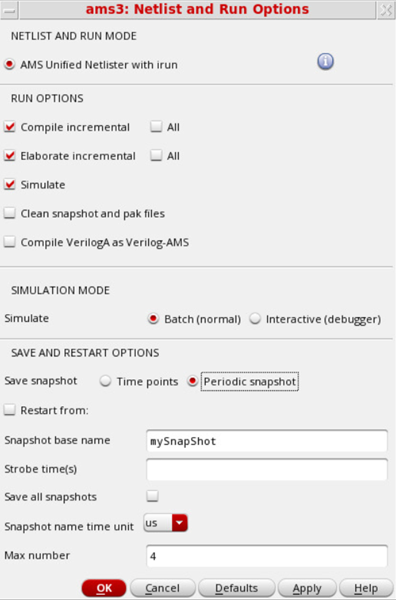 ams3: Netlist and Run Options
NETLIST AND RUN MODE
AMS Unified Netlister with irun
RUN OPTIONS
Compile incremental All
Elaborate incremental All
Simulate
Clean snapshot and pak files
Compile VerilogA as Verilog-AMS
SIMULATION MODE
Simulate Batch (normal) Interactive (debugger)
SAVE AND RESTART OPTIONS
Save snapshot Time points Periodic snapshot
Restart from:
Snapshot base name mySnapShot
Strobe time(s)
Save all snapshots
Snapshot name time unit us
Max number 4
OK Cancel Defaults Apply Help